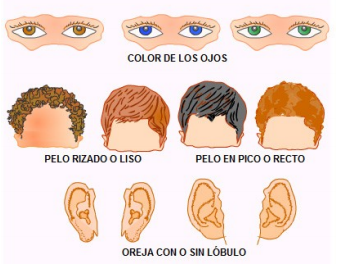 COLOR DE LOS OJOS
PELO RIZADO O LISO
PELO EN PICO O RECTO
OREJA CON O SIN LÓBULO